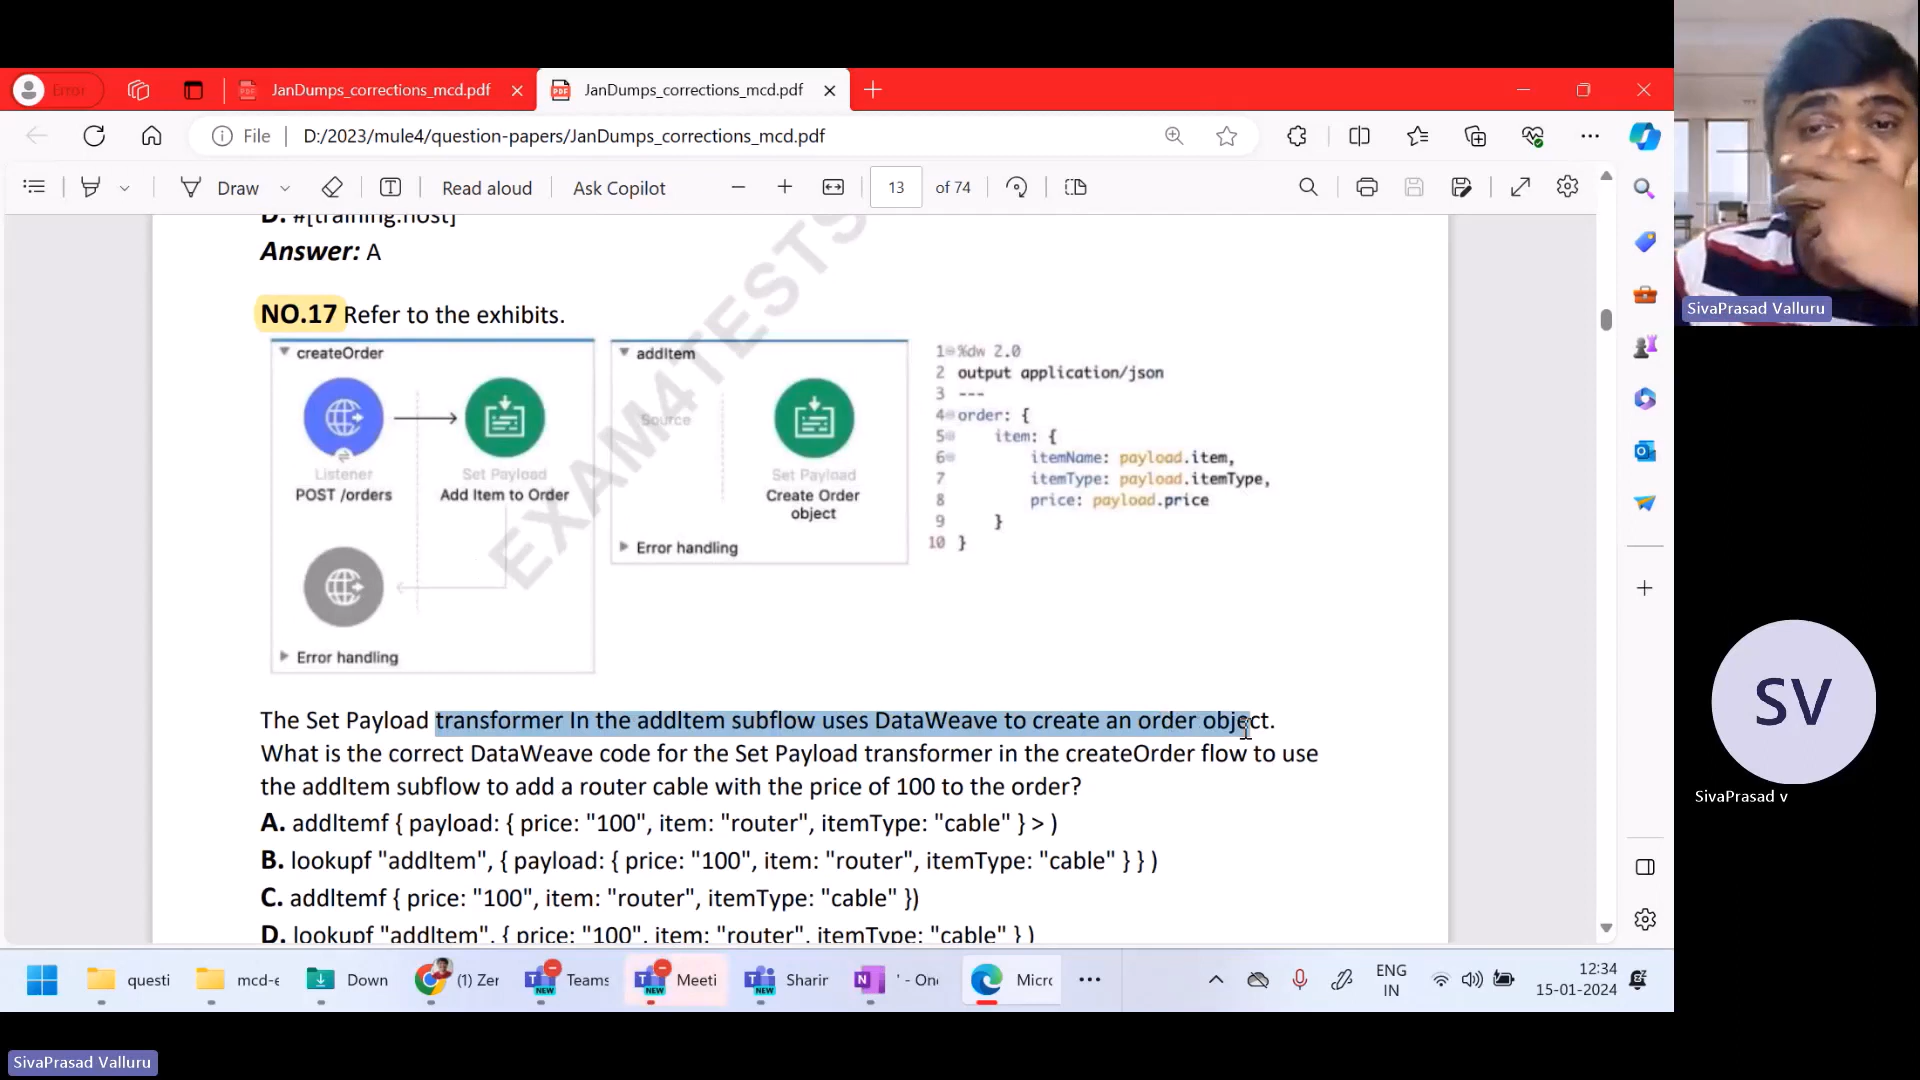 Error
JanDumps_corrections_mcd.pdf
JanDumps_corrections_mcd.pdf
File
D:/2023/mule4/question-papers/JanDumps_corrections_mcd.pdf
Draw
Read aloud
Ask Copilot
13
of 74
D. #[training.host]
Answer: A
NO.17 Refer to the exhibits.
createOrder
Listener
POST /orders
Set Payload
Add Item to Order
Error handling
addItem
Source
Set Payload
Create Order
object
Error handling
1 %dw 2.0
2 output application/json
3 ---
4 order: {
5 item: {
6 itemName: payload.item,
7 itemType: payload.itemType,
8 price: payload.price
9 }
10 }
EXAM4TESTS
The Set Payload transformer In the addItem subflow uses DataWeave to create an order object.
What is the correct DataWeave code for the Set Payload transformer in the createOrder flow to use
the addItem subflow to add a router cable with the price of 100 to the order?
A. addItemf { payload: { price: "100", item: "router", itemType: "cable" } > )
B. lookupf "addItem", { payload: { price: "100", item: "router", itemType: "cable" } } )
C. addItemf { price: "100", item: "router", itemType: "cable" })
D. lookupf "addItem", { price: "100", item: "router", itemType: "cable" } )
questi
mcd-e
Down
(1) Zer
Teams
Meeti
Sharin
' - On
Micro
ENG
IN
12:34
15-01-2024
SivaPrasad Valluru
SV
SivaPrasad v
SivaPrasad Valluru